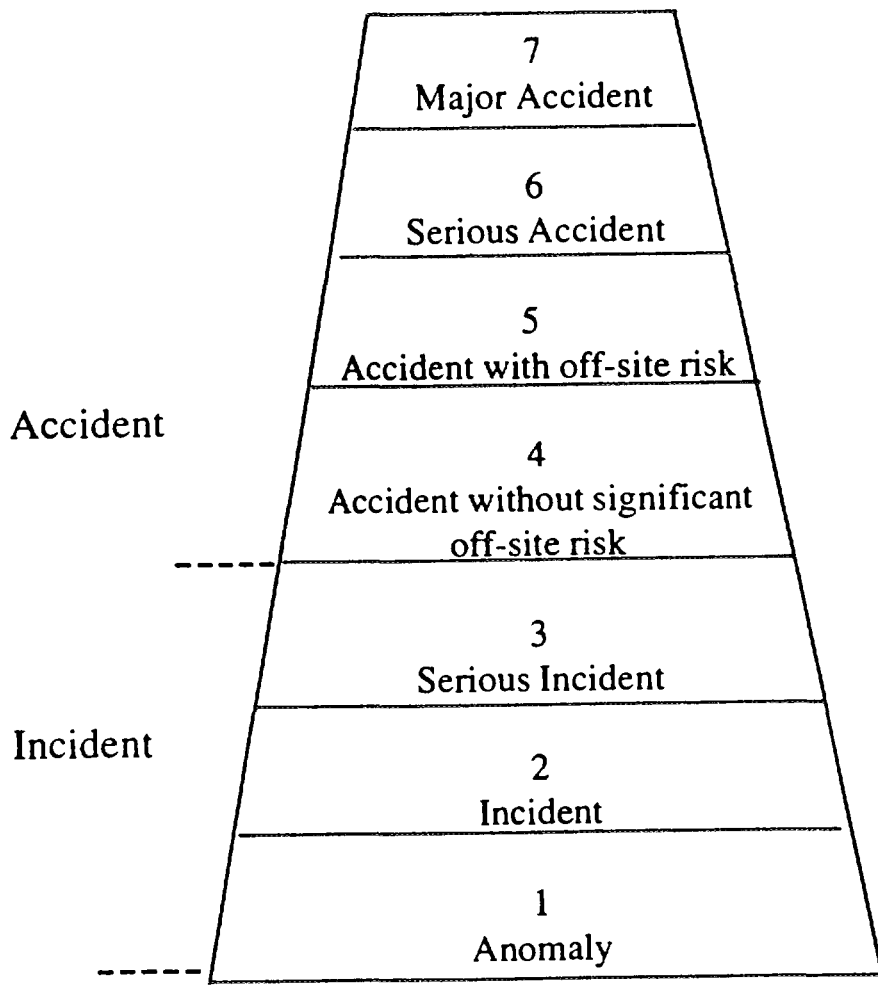 7
Major Accident
6
Serious Accident
5
Accident with off-site risk
Accident
4
Accident without significant
off-site risk
3
Serious Incident
Incident
2
Incident
1
Anomaly